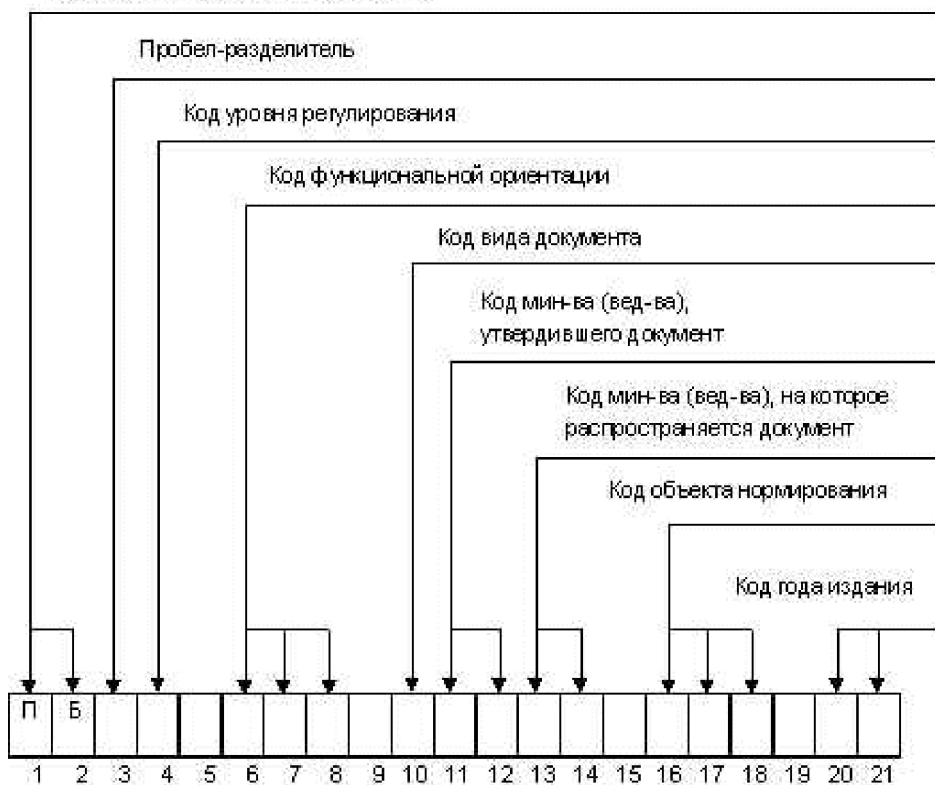 Пробел-разделитель
Код уровня регулирования
Код функциональной ориентации
Код вида документа
Код мин-ва (вед-ва),
утвердившего документ
Код мин-ва (вед-ва), на которое
распространяется документ
Код объекта нормирования
Код года издания
П Б
1 2 3 4 5 6 7 8 9 10 11 12 13 14 15 16 17 18 19 20 21